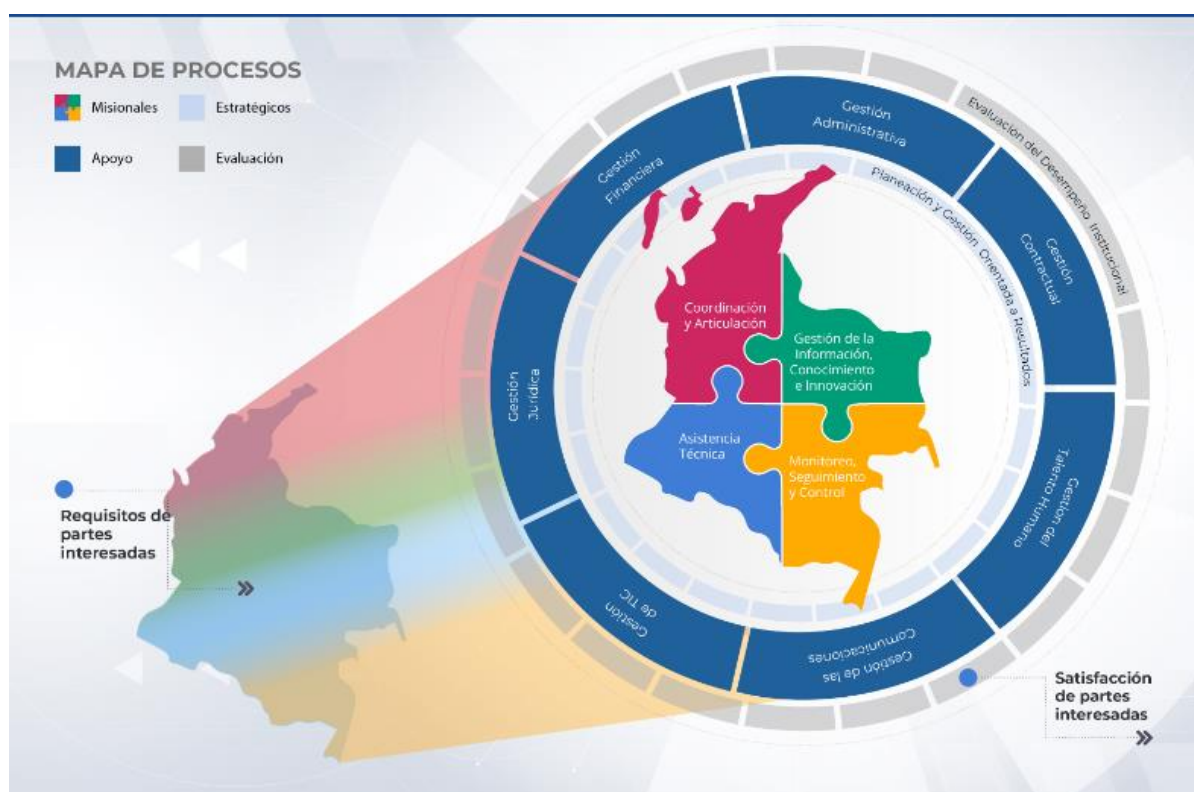 MAPA DE PROCESOS
Misionales
Estratégicos
Apoyo
Evaluación
Gestión
Administrativa
Evaluación del Desempeño Institucional
Gestión
Financiera
Planeación y Gestión Orientada a Resultados
Gestión
Contractual
Coordinación
y Articulación
Gestión de la
Información,
Conocimiento
e Innovación
Gestión
Jurídica
Asistencia
Técnica
Monitoreo,
Seguimiento
y Control
Gestión del
Talento Humano
Requisitos de
partes
interesadas
Gestión
de TIC
Gestión de las
Comunicaciones
Satisfacción
de partes
interesadas